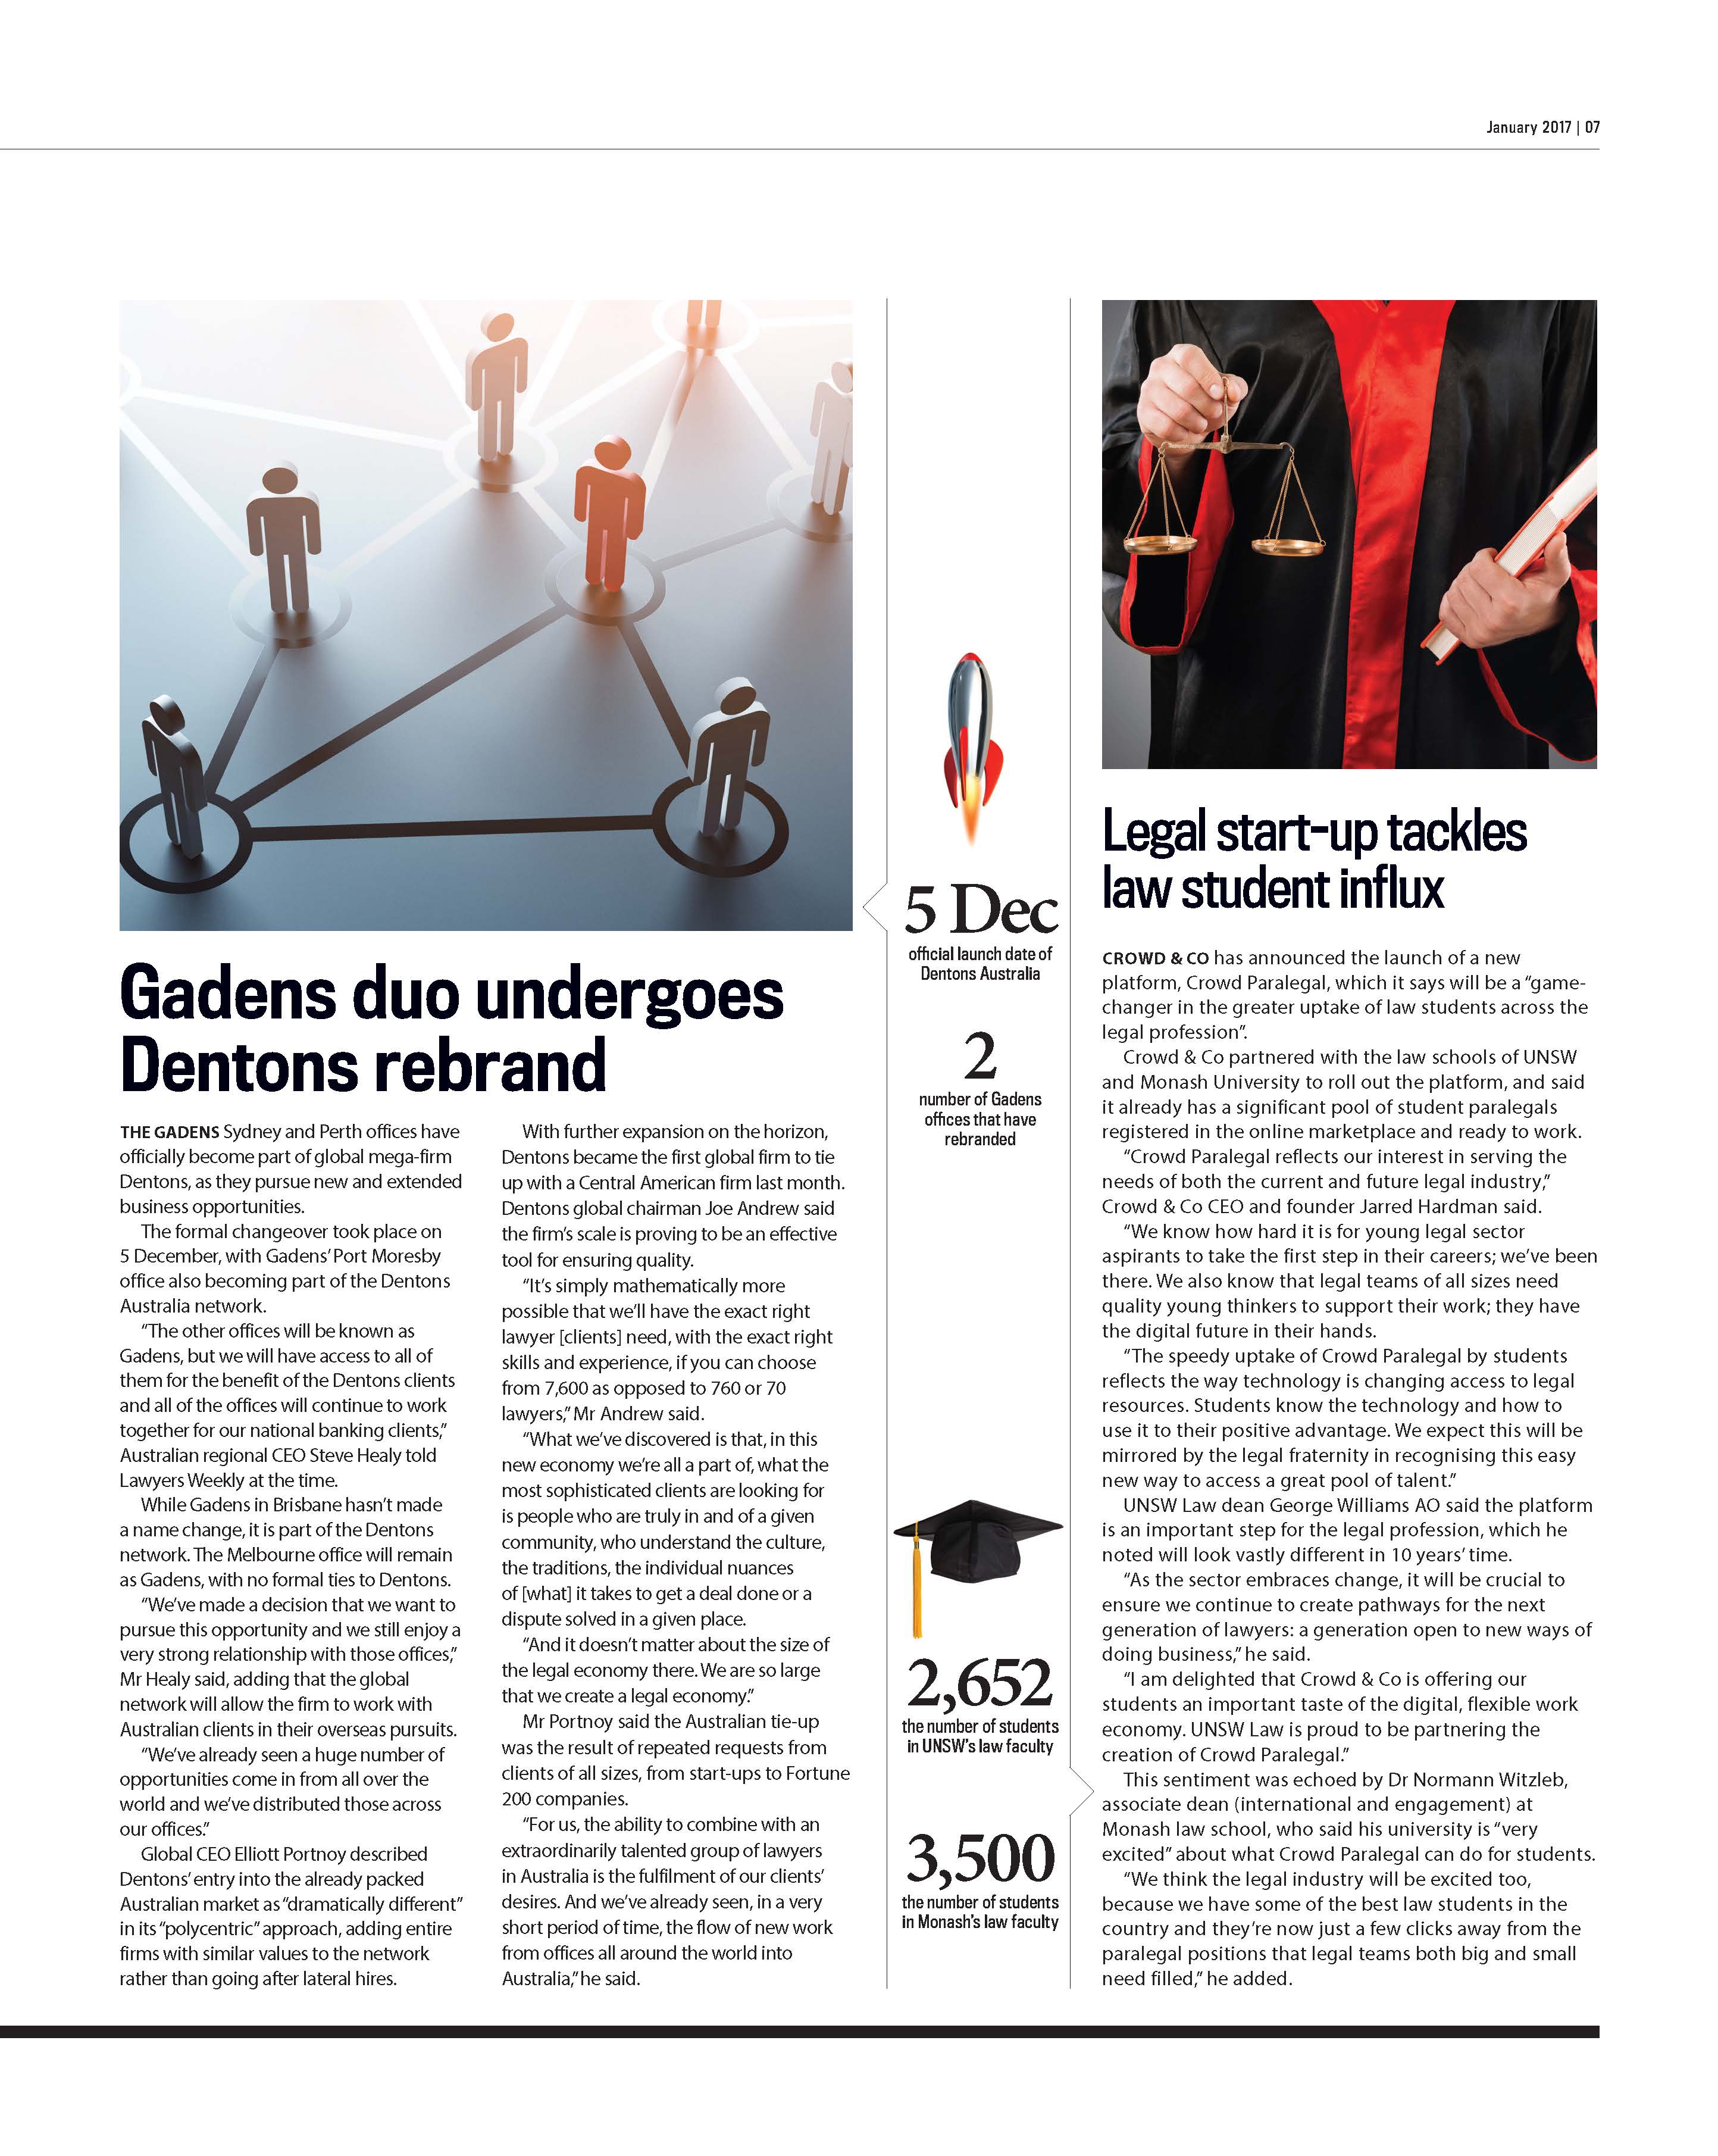 January 2017 | 07
Gadens duo undergoes
Dentons rebrand
THE GADENS Sydney and Perth offices have
officially become part of global mega-firm
Dentons, as they pursue new and extended
business opportunities.
The formal changeover took place on
5 December, with Gadens’ Port Moresby
office also becoming part of the Dentons
Australia network.
“The other offices will be known as
Gadens, but we will have access to all of
them for the benefit of the Dentons clients
and all of the offices will continue to work
together for our national banking clients,”
Australian regional CEO Steve Healy told
Lawyers Weekly at the time.
While Gadens in Brisbane hasn’t made
a name change, it is part of the Dentons
network. The Melbourne office will remain
as Gadens, with no formal ties to Dentons.
“We’ve made a decision that we want to
pursue this opportunity and we still enjoy a
very strong relationship with those offices,”
Mr Healy said, adding that the global
network will allow the firm to work with
Australian clients in their overseas pursuits.
“We’ve already seen a huge number of
opportunities come in from all over the
world and we’ve distributed those across
our offices.”
Global CEO Elliott Portnoy described
Dentons’ entry into the already packed
Australian market as “dramatically different”
in its “polycentric” approach, adding entire
firms with similar values to the network
rather than going after lateral hires.
With further expansion on the horizon,
Dentons became the first global firm to tie
up with a Central American firm last month.
Dentons global chairman Joe Andrew said
the firm’s scale is proving to be an effective
tool for ensuring quality.
“It’s simply mathematically more
possible that we’ll have the exact right
lawyer [clients] need, with the exact right
skills and experience, if you can choose
from 7,600 as opposed to 760 or 70
lawyers,” Mr Andrew said.
“What we’ve discovered is that, in this
new economy we’re all a part of, what the
most sophisticated clients are looking for
is people who are truly in and of a given
community, who understand the culture,
the traditions, the individual nuances
of [what] it takes to get a deal done or a
dispute solved in a given place.
“And it doesn’t matter about the size of
the legal economy there. We are so large
that we create a legal economy.”
Mr Portnoy said the Australian tie-up
was the result of repeated requests from
clients of all sizes, from start-ups to Fortune
200 companies.
“For us, the ability to combine with an
extraordinarily talented group of lawyers
in Australia is the fulfilment of our clients’
desires. And we’ve already seen, in a very
short period of time, the flow of new work
from offices all around the world into
Australia,” he said.
5 Dec
official launch date of
Dentons Australia
2
number of Gadens
offices that have
rebranded
2,652
the number of students
in UNSW’s law faculty
3,500
the number of students
in Monash’s law faculty
Legal start-up tackles
law student influx
CROWD & CO has announced the launch of a new
platform, Crowd Paralegal, which it says will be a “game-
changer in the greater uptake of law students across the
legal profession”.
Crowd & Co partnered with the law schools of UNSW
and Monash University to roll out the platform, and said
it already has a significant pool of student paralegals
registered in the online marketplace and ready to work.
“Crowd Paralegal reflects our interest in serving the
needs of both the current and future legal industry,”
Crowd & Co CEO and founder Jarred Hardman said.
“We know how hard it is for young legal sector
aspirants to take the first step in their careers; we’ve been
there. We also know that legal teams of all sizes need
quality young thinkers to support their work; they have
the digital future in their hands.
“The speedy uptake of Crowd Paralegal by students
reflects the way technology is changing access to legal
resources. Students know the technology and how to
use it to their positive advantage. We expect this will be
mirrored by the legal fraternity in recognising this easy
new way to access a great pool of talent.”
UNSW Law dean George Williams AO said the platform
is an important step for the legal profession, which he
noted will look vastly different in 10 years’ time.
“As the sector embraces change, it will be crucial to
ensure we continue to create pathways for the next
generation of lawyers: a generation open to new ways of
doing business,” he said.
“I am delighted that Crowd & Co is offering our
students an important taste of the digital, flexible work
economy. UNSW Law is proud to be partnering the
creation of Crowd Paralegal.”
This sentiment was echoed by Dr Normann Witzleb,
associate dean (international and engagement) at
Monash law school, who said his university is “very
excited” about what Crowd Paralegal can do for students.
“We think the legal industry will be excited too,
because we have some of the best law students in the
country and they’re now just a few clicks away from the
paralegal positions that legal teams both big and small
need filled,” he added.